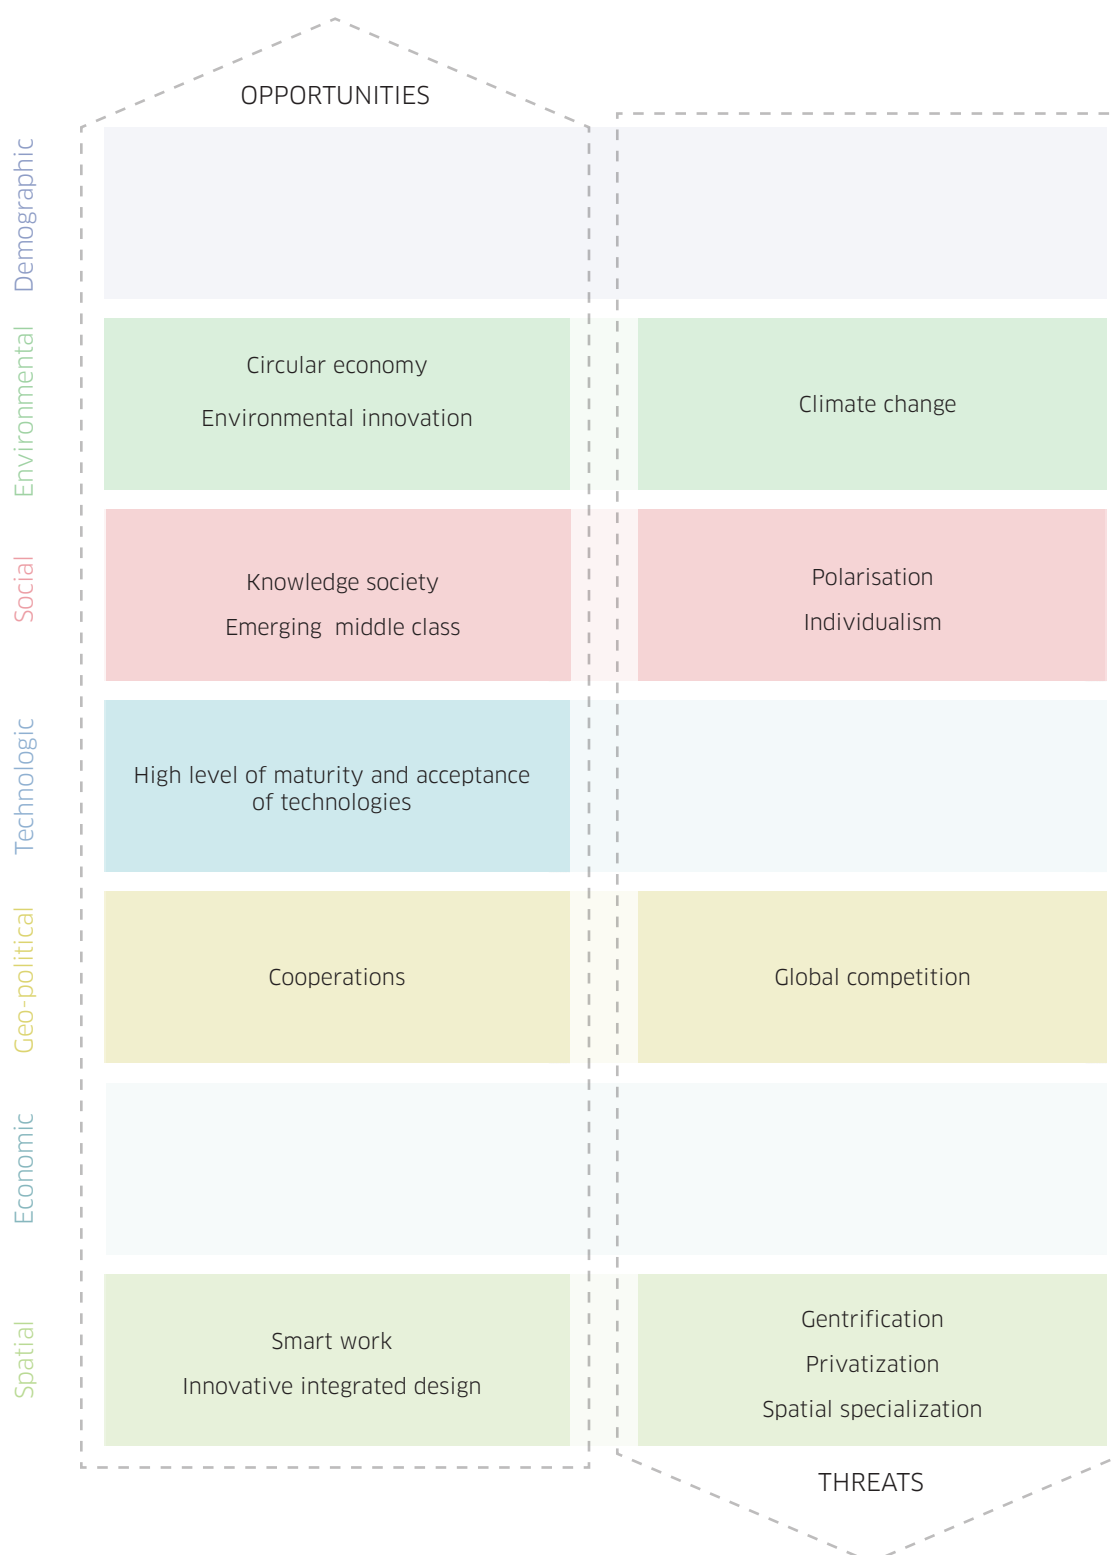 OPPORTUNITIES
Demographic
Environmental
Circular economy
Environmental innovation
Climate change
Social
Knowledge society
Emerging middle class
Polarisation
Individualism
Technologic
High level of maturity and acceptance
of technologies
Geo-political
Cooperations
Global competition
Economic
Spatial
Smart work
Innovative integrated design
Gentrification
Privatization
Spatial specialization
THREATS